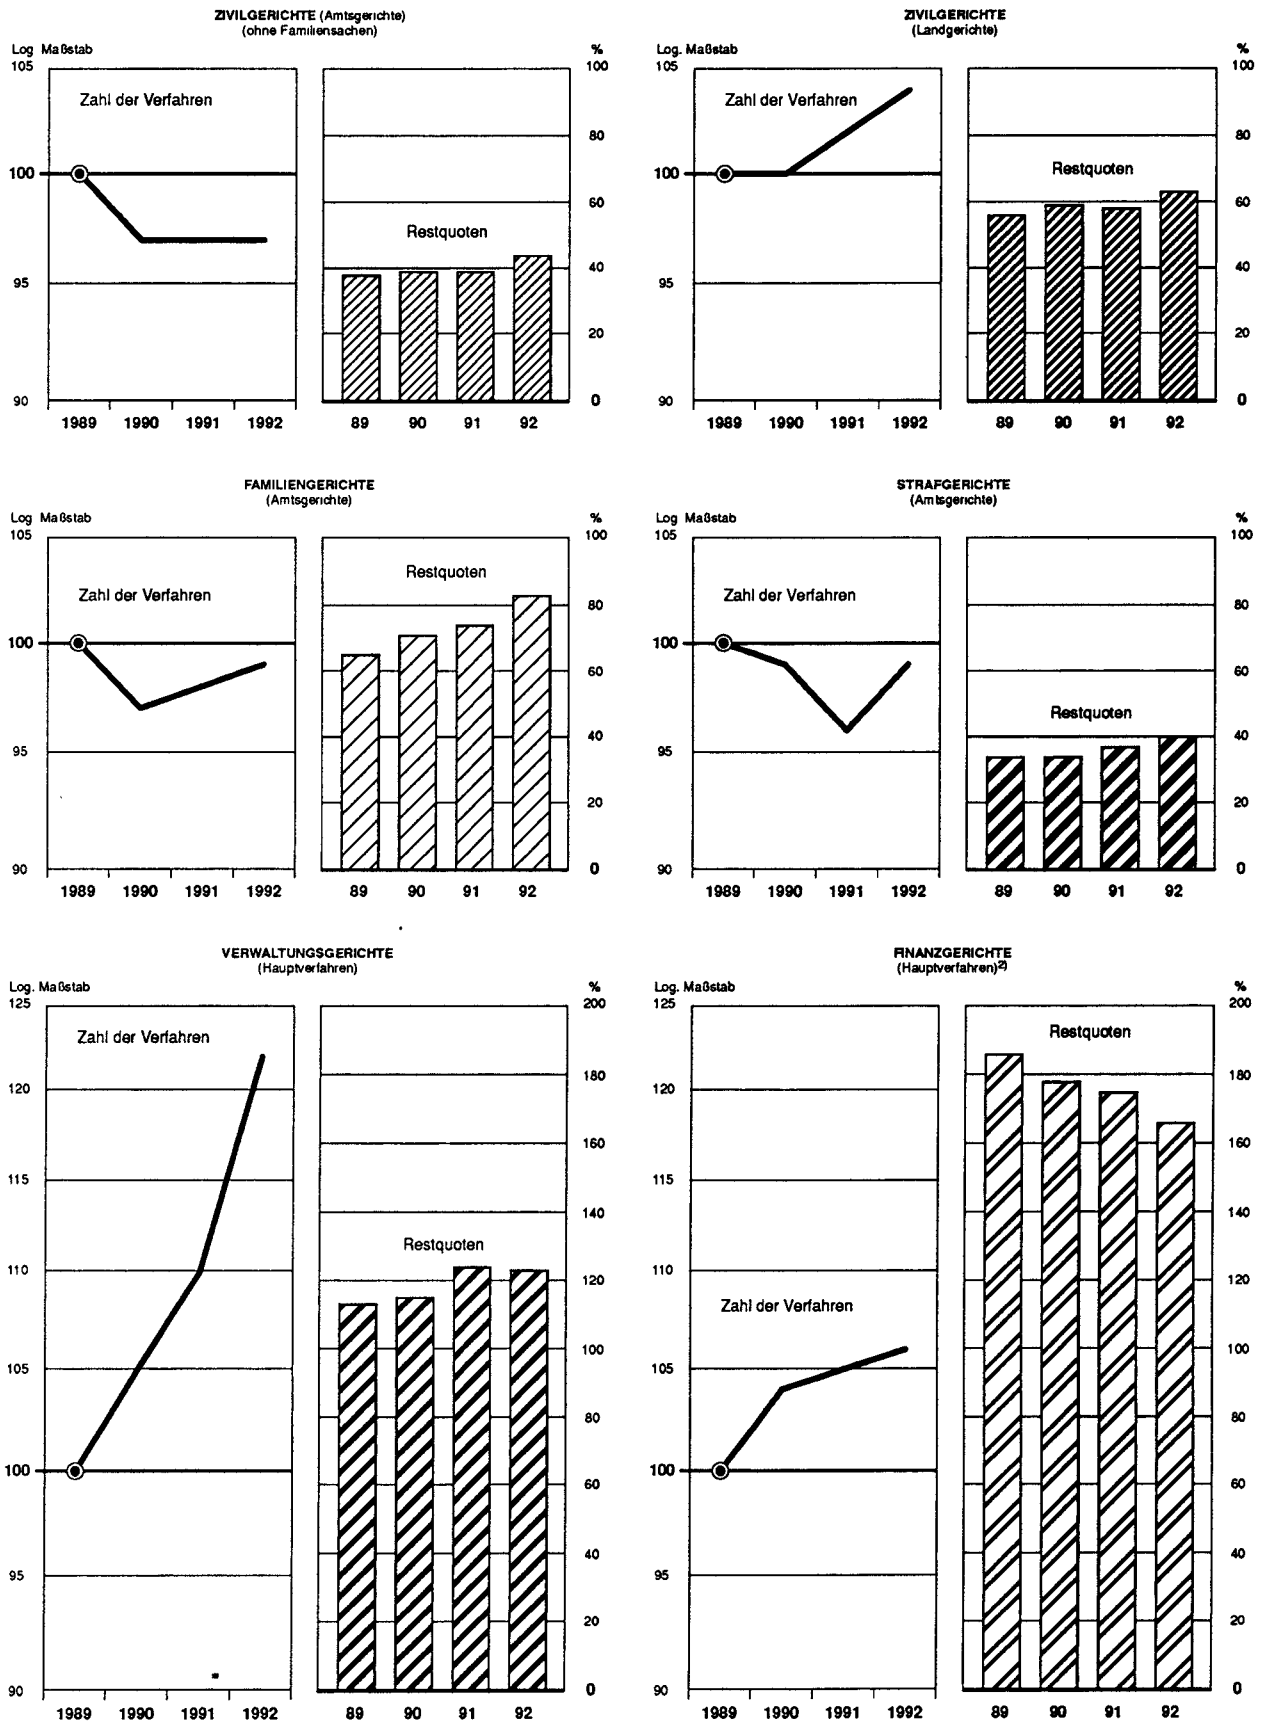 ZIVILGERICHTE (Amtsgerichte)
(ohne Familiensachen)
Log Maßstab
%
105
100
95
90
Zahl der Verfahren
1989 1990 1991 1992
Restquoten
100
80
60
40
20
0
89 90 91 92
ZIVILGERICHTE
(Landgerichte)
Log. Maßstab
%
105
100
95
90
Zahl der Verfahren
1989 1990 1991 1992
Restquoten
100
80
60
40
20
0
89 90 91 92
FAMILIENGERICHTE
(Amtsgerichte)
Log Maßstab
%
105
100
95
90
Zahl der Verfahren
1989 1990 1991 1992
Restquoten
100
80
60
40
20
0
89 90 91 92
STRAFGERICHTE
(Amtsgerichte)
Log Maßstab
%
105
100
95
90
Zahl der Verfahren
1989 1990 1991 1992
Restquoten
100
80
60
40
20
0
89 90 91 92
VERWALTUNGSGERICHTE
(Hauptverfahren)
Log. Maßstab
%
125
120
115
110
105
100
95
90
Zahl der Verfahren
1989 1990 1991 1992
Restquoten
200
180
160
140
120
100
80
60
40
20
0
89 90 91 92
FINANZGERICHTE
(Hauptverfahren)2)
Log. Maßstab
%
125
120
115
110
105
100
95
90
Zahl der Verfahren
1989 1990 1991 1992
Restquoten
200
180
160
140
120
100
80
60
40
20
0
89 90 91 92